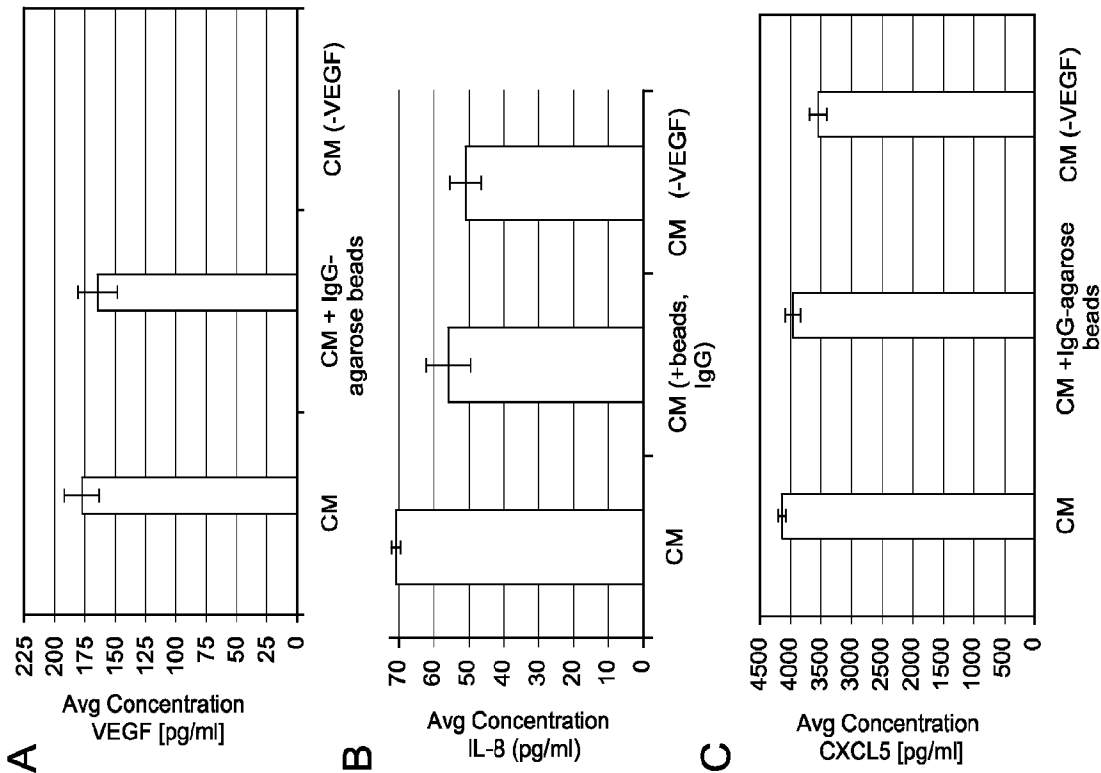 A
Avg Concentration
VEGF [pg/ml]
225
200
175
150
125
100
75
50
25
0
CM
CM + IgG-
agarose beads
CM (-VEGF)
B
Avg Concentration
IL-8 (pg/ml)
70
60
50
40
30
20
10
0
CM
CM (+beads,
IgG)
CM (-VEGF)
C
Avg Concentration
CXCL5 [pg/ml]
4500
4000
3500
3000
2500
2000
1500
1000
500
0
CM
CM +IgG-agarose
beads
CM (-VEGF)